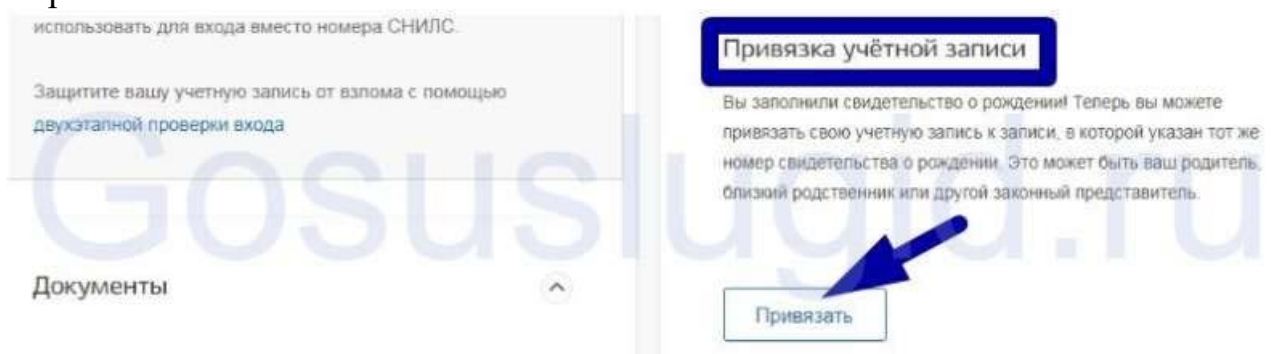 использовать для входа вместо номера СНИЛС.
Защитите вашу учетную запись от взлома с помощью
двухэтапной проверки входа
Документы
Привязка учётной записи
Вы заполнили свидетельство о рождении! Теперь вы можете
привязать свою учетную запись к записи, в которой указан тот же
номер свидетельства о рождении. Это может быть ваш родитель,
близкий родственник или другой законный представитель.
Привязать
Gosuslugid.ru